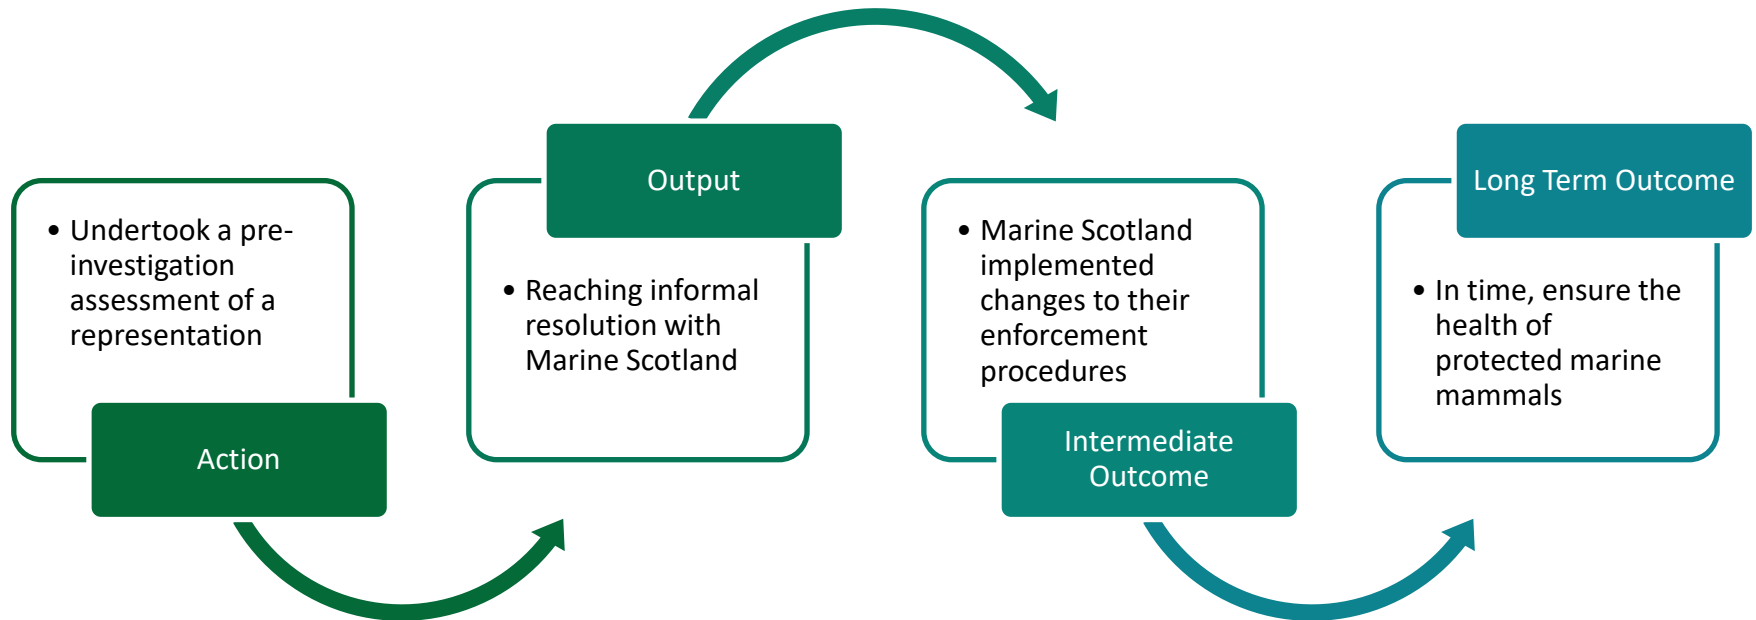 • Undertook a pre-
investigation
assessment of a
representation
Action
Output
• Reaching informal
resolution with
Marine Scotland
• Marine Scotland
implemented
changes to their
enforcement
procedures
Intermediate
Outcome
Long Term Outcome
• In time, ensure the
health of
protected marine
mammals